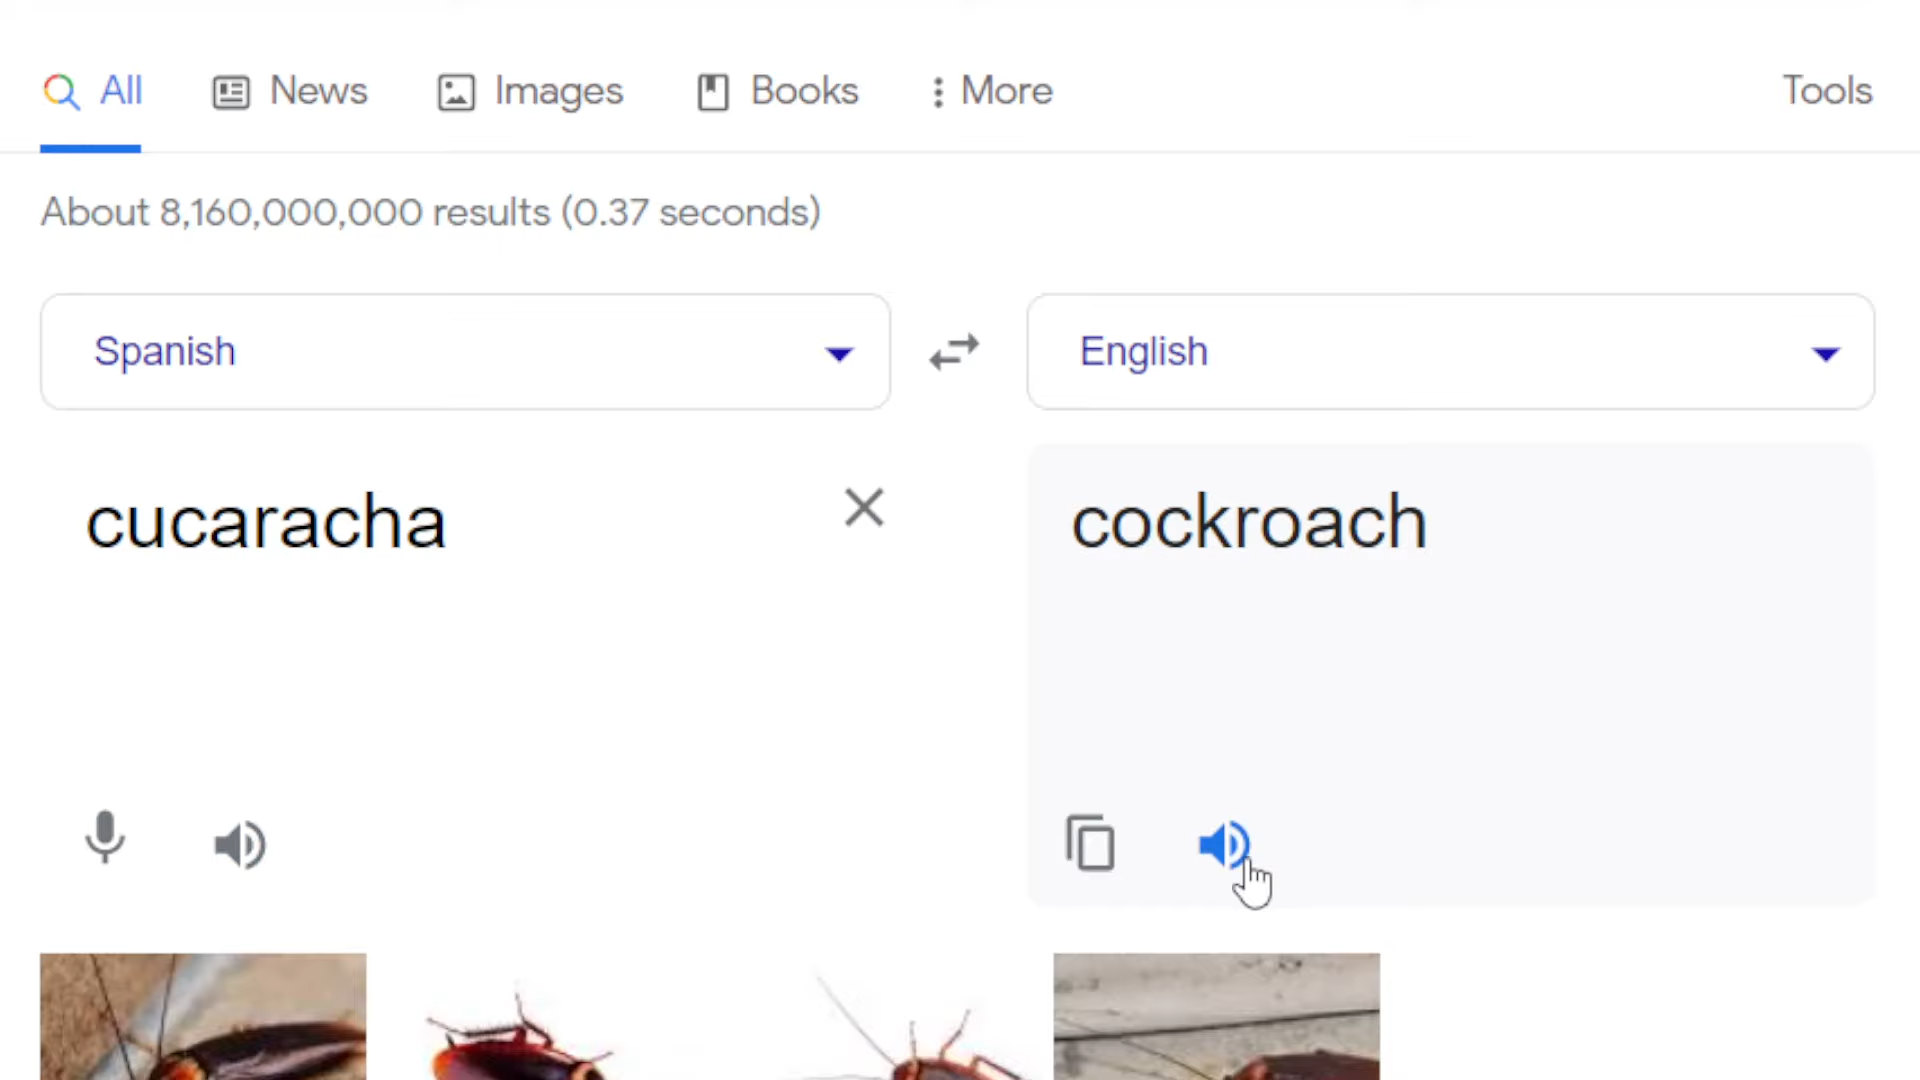 All News Images Books More Tools
About 8,160,000,000 results (0.37 seconds)
Spanish English
cucaracha cockroach